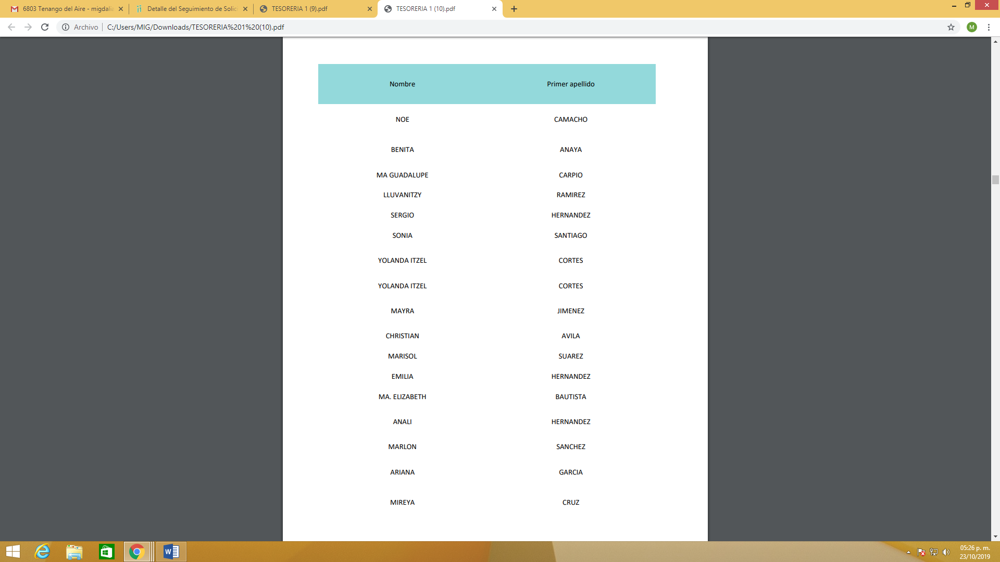 6803 Tenango del Aire - migdalia
Detalle del Seguimiento de Solici
TESORERIA 1 (9).pdf
TESORERIA 1 (10).pdf
Archivo C:/Users/MIG/Downloads/TESORERIA%201%20(10).pdf
M
Nombre Primer apellido
NOE CAMACHO
BENITA ANAYA
MA GUADALUPE CARPIO
LLUVANITZY RAMIREZ
SERGIO HERNANDEZ
SONIA SANTIAGO
YOLANDA ITZEL CORTES
YOLANDA ITZEL CORTES
MAYRA JIMENEZ
CHRISTIAN AVILA
MARISOL SUAREZ
EMILIA HERNANDEZ
MA. ELIZABETH BAUTISTA
ANALI HERNANDEZ
MARLON SANCHEZ
ARIANA GARCIA
MIREYA CRUZ
05:26 p. m.
23/10/2019